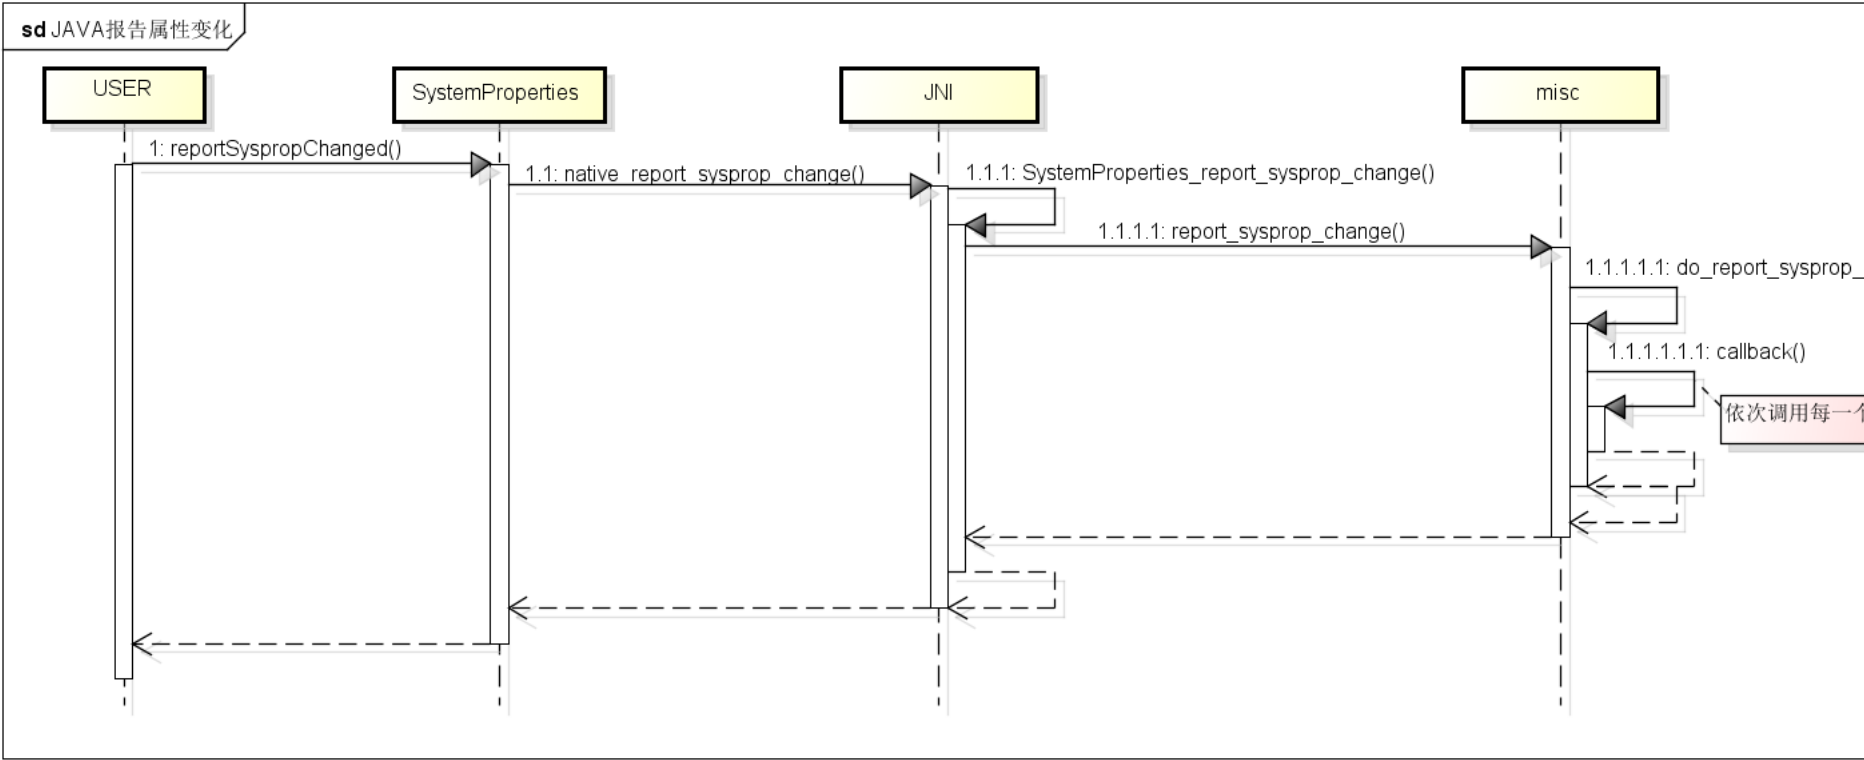 sd JAVA报告属性变化
USER
SystemProperties
JNI
misc
1: reportSyspropChanged()
1.1: native_report_sysprop_change()
1.1.1: SystemProperties_report_sysprop_change()
1.1.1.1: report_sysprop_change()
1.1.1.1.1: do_report_sysprop_
1.1.1.1.1.1: callback()
依次调用每一个